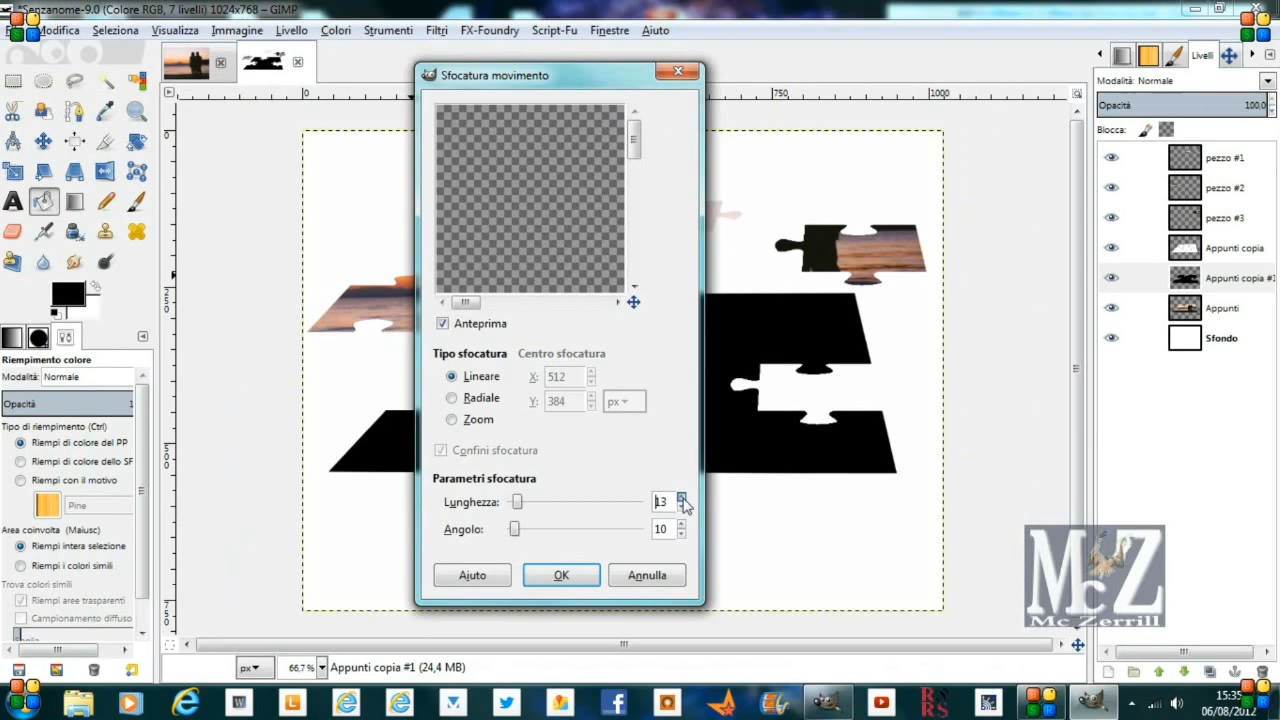 *Senzanome-9.0 (Colore RGB, 7 livelli) 1024x768 – GIMP
Modifica Seleziona Visualizza Immagine Livello Colori Strumenti Filtri FX-Foundry Script-Fu Finestre Aiuto
Livelli
Modalità: Normale
Opacità 100,0
Blocca:
pezzo #1
pezzo #2
pezzo #3
Appunti copia
Appunti copia #1
Appunti
Sfondo
0
750
1000
Sfocatura movimento
Anteprima
Tipo sfocatura Centro sfocatura
Lineare X: 512
Radiale Y: 384 px
Zoom
Confini sfocatura
Parametri sfocatura
Lunghezza: 13
Angolo: 10
Aiuto OK Annulla
Riempimento colore
Modalità: Normale
Opacità 1
Tipo di riempimento (Ctrl)
Riempi di colore del PP
Riempi di colore dello SF
Riempi con il motivo
Pine
Area coinvolta (Maiusc)
Riempi intera selezione
Riempi i colori simili
Trova colori simili
Riempi aree trasparenti
Campionamento diffuso
McZ
Mc Zerrill
px 66,7 % Appunti copia #1 (24,4 MB)
15:35
06/08/2012